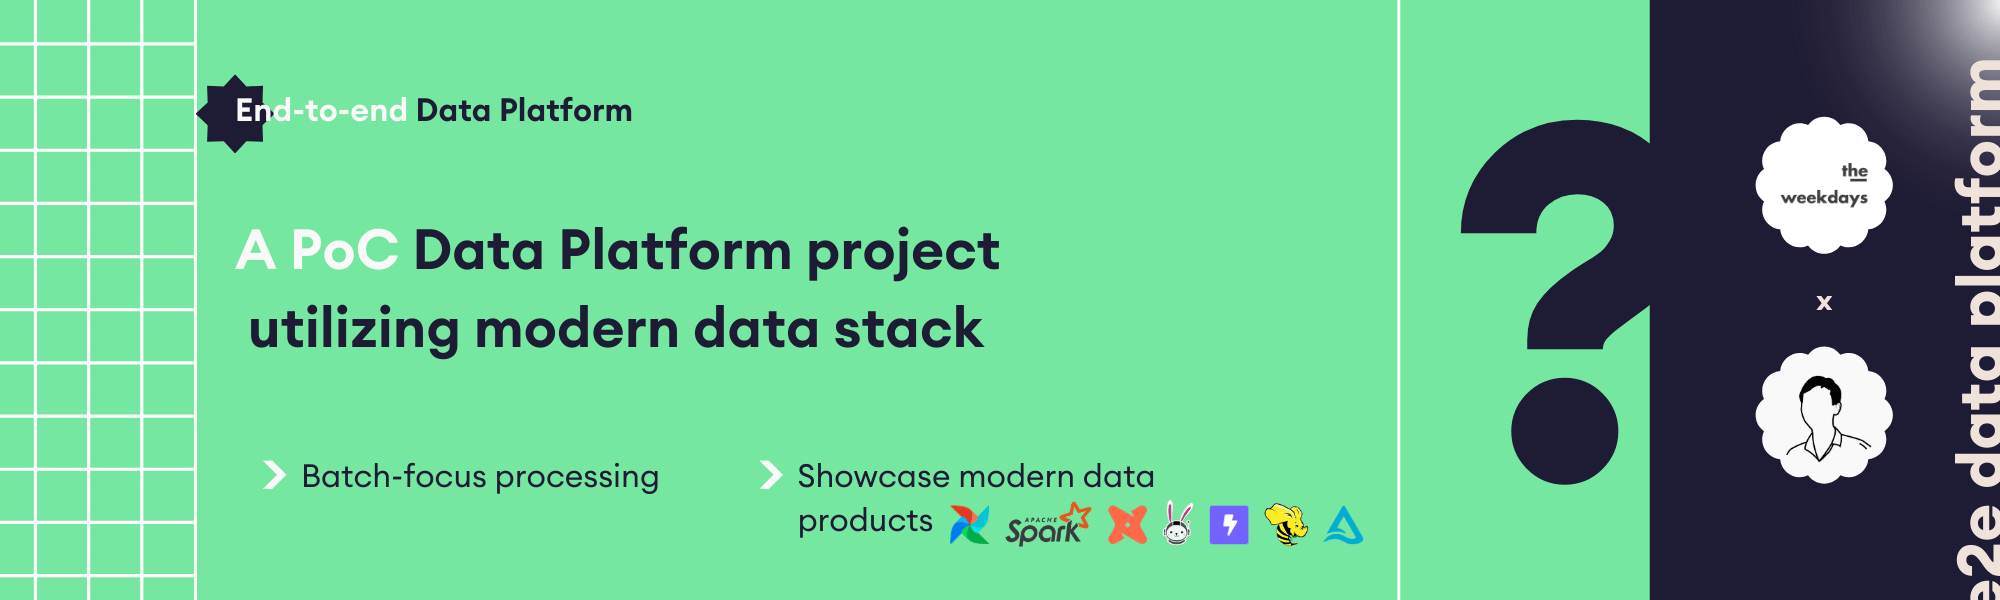 End-to-end Data Platform
A PoC Data Platform project
utilizing modern data stack
Batch-focus processing
Showcase modern data
products
APACHE
Spark
?
the
weekdays
x
e2e data platform